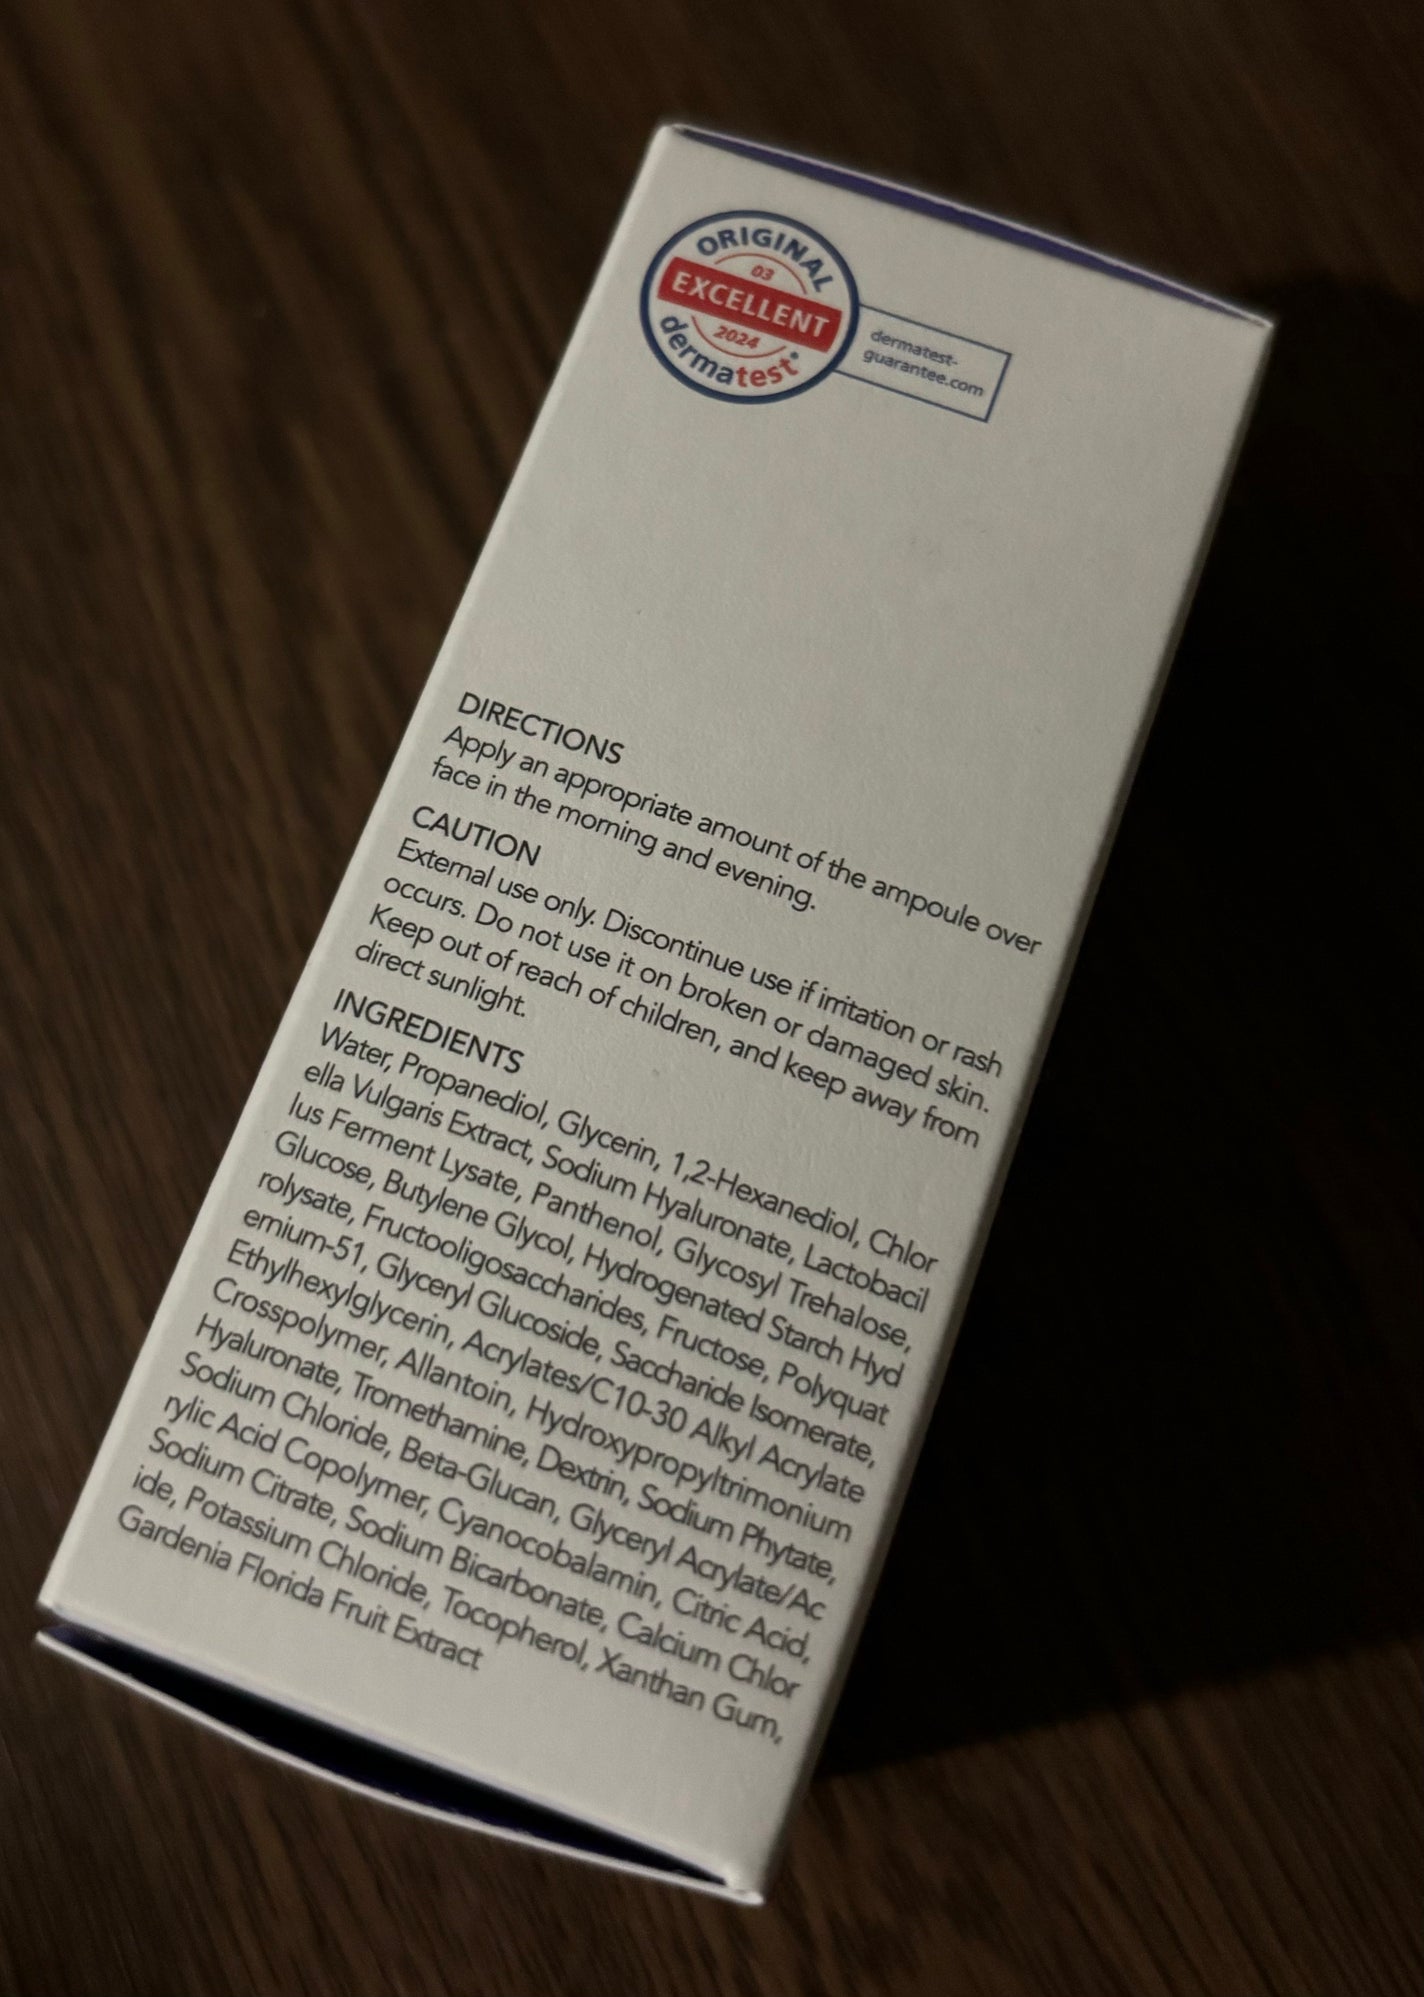 ORIGINAL
03
EXCELLENT
2024
dermatest®
dermatest-
guarantee.com
DIRECTIONS
Apply an appropriate amount of the ampoule over
face in the morning and evening.
CAUTION
External use only. Discontinue use if irritation or rash
occurs. Do not use it on broken or damaged skin.
Keep out of reach of children, and keep away from
direct sunlight.
INGREDIENTS
Water, Propanediol, Glycerin, 1,2-Hexanediol, Chlor
ella Vulgaris Extract, Sodium Hyaluronate, Lactobacil
lus Ferment Lysate, Panthenol, Glycosyl Trehalose,
Glucose, Butylene Glycol, Hydrogenated Starch Hyd
rolysate, Fructooligosaccharides, Fructose, Polyquat
ernium-51, Glyceryl Glucoside, Saccharide Isomerate,
Ethylhexylglycerin, Acrylates/C10-30 Alkyl Acrylate
Crosspolymer, Allantoin, Hydroxypropyltrimonium
Hyaluronate, Tromethamine, Dextrin, Sodium Phytate,
Sodium Chloride, Beta-Glucan, Glyceryl Acrylate/Ac
rylic Acid Copolymer, Cyanocobalamin, Citric Acid,
Sodium Citrate, Sodium Bicarbonate, Calcium Chlor
ide, Potassium Chloride, Tocopherol, Xanthan Gum,
Gardenia Florida Fruit Extract